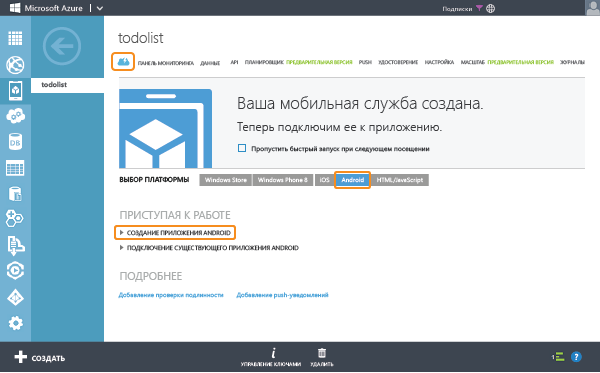 Microsoft Azure
Подписки
todolist
todolist
ПАНЕЛЬ МОНИТОРИНГА ДАННЫЕ API ПЛАНИРОВЩИК ПРЕДВАРИТЕЛЬНАЯ ВЕРСИЯ PUSH УДОСТОВЕРЕНИЕ НАСТРОЙКА МАСШТАБ ПРЕДВАРИТЕЛЬНАЯ ВЕРСИЯ ЖУРНАЛЫ
Ваша мобильная служба создана.
Теперь подключим ее к приложению.
Пропустить быстрый запуск при следующем посещении
ВЫБОР ПЛАТФОРМЫ Windows Store Windows Phone 8 iOS Android HTML/JavaScript
ПРИСТУПАЯ К РАБОТЕ
СОЗДАНИЕ ПРИЛОЖЕНИЯ ANDROID
ПОДКЛЮЧЕНИЕ СУЩЕСТВУЮЩЕГО ПРИЛОЖЕНИЯ ANDROID
ПОДРОБНЕЕ
Добавление проверки подлинности Добавление push-уведомлений
DB
СОЗДАТЬ
УПРАВЛЕНИЕ КЛЮЧАМИ УДАЛИТЬ
1 ?